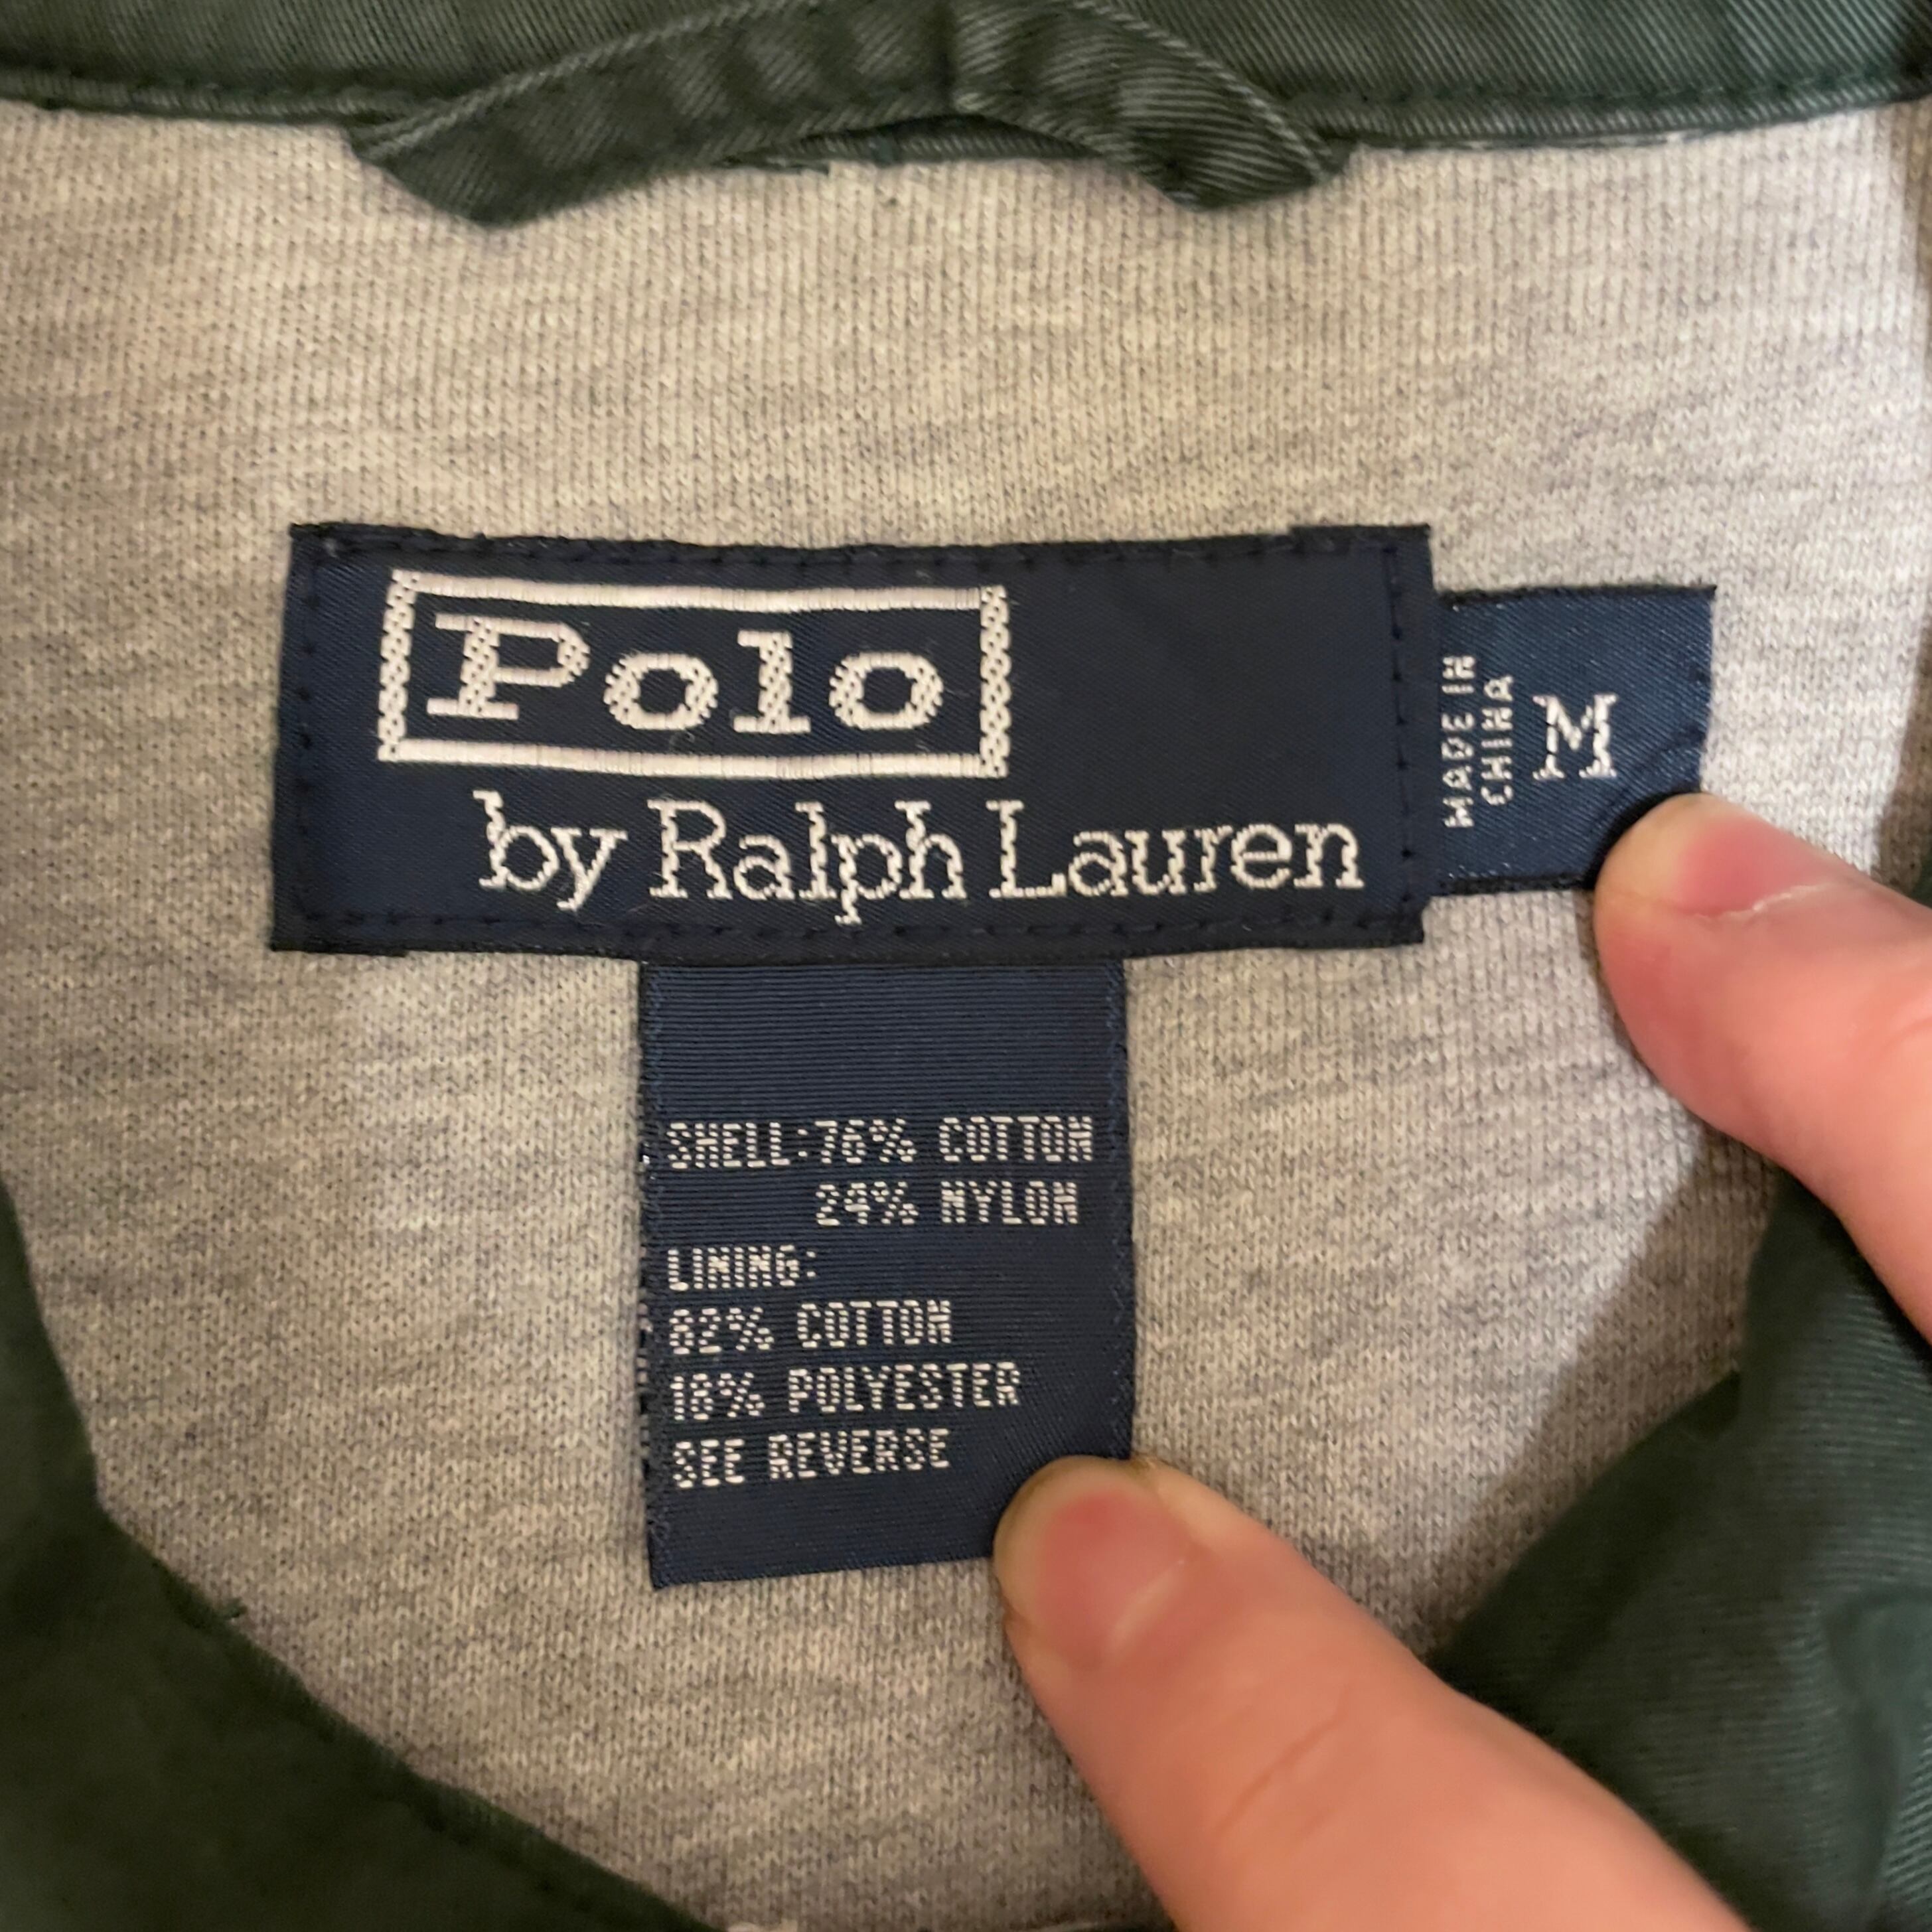 Polo
by Ralph Lauren
MADE IN
CHINA
M
SHELL:76% COTTON
24% NYLON
LINING:
82% COTTON
18% POLYESTER
SEE REVERSE